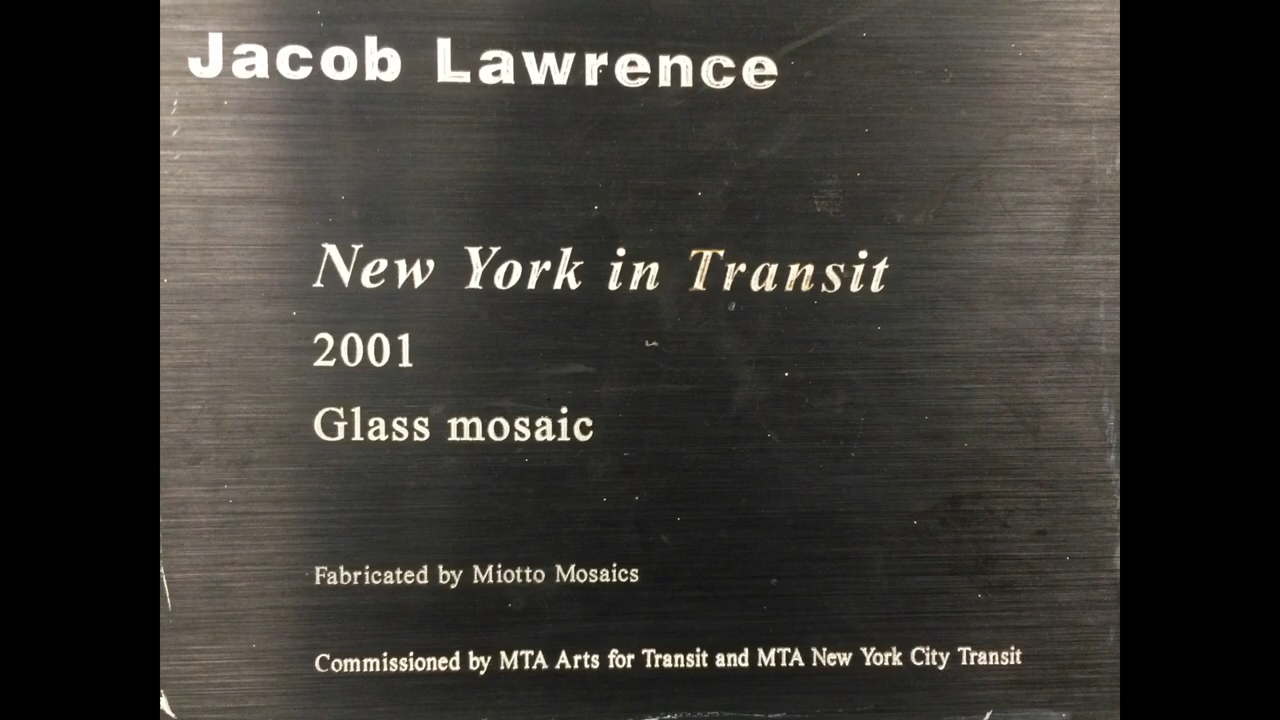 Jacob Lawrence
New York in Transit
2001
Glass mosaic
Fabricated by Miotto Mosaics
Commissioned by MTA Arts for Transit and MTA New York City Transit